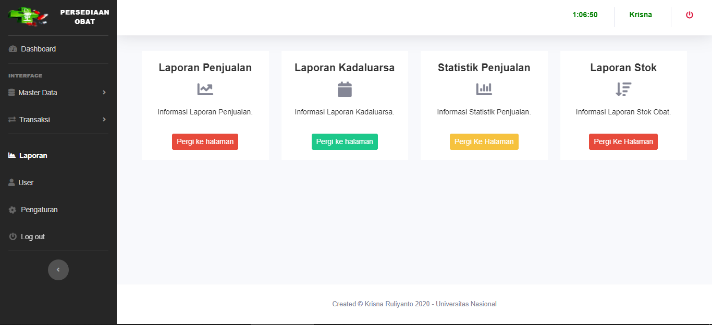 PERSEDIAAN
OBAT
1:06:50
Krisna
Dashboard
INTERFACE
Master Data
Transaksi
Laporan
User
Pengaturan
Log out
Laporan Penjualan
Informasi Laporan Penjualan.
Pergi ke halaman
Laporan Kadaluarsa
Informasi Laporan Kadaluarsa.
Pergi ke halaman
Statistik Penjualan
Informasi Statistik Penjualan.
Pergi Ke Halaman
Laporan Stok
Informasi Laporan Stok Obat.
Pergi Ke Halaman
Created © Krisna Ruliyanto 2020 - Universitas Nasional